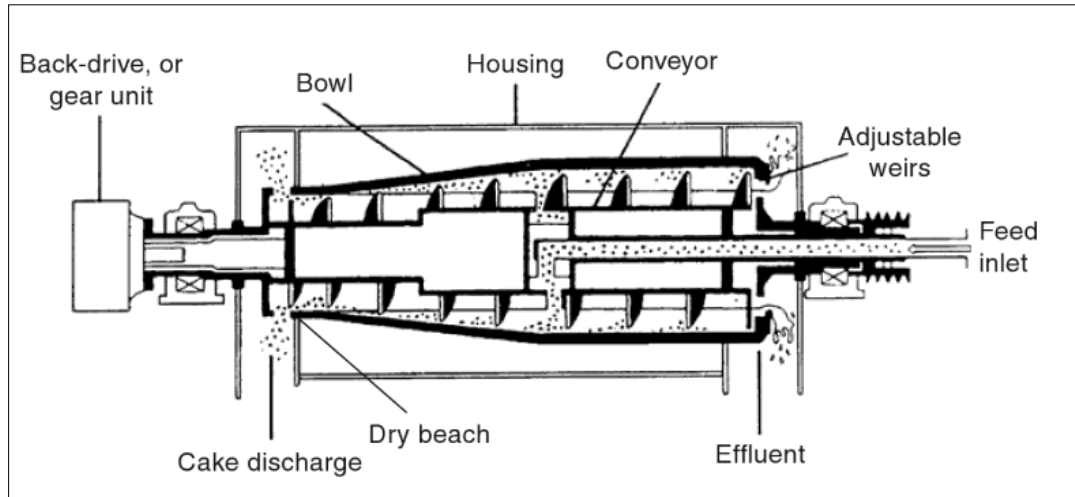 Back-drive, or
gear unit
Bowl
Housing
Conveyor
Adjustable
weirs
Feed
inlet
Dry beach
Cake discharge
Effluent